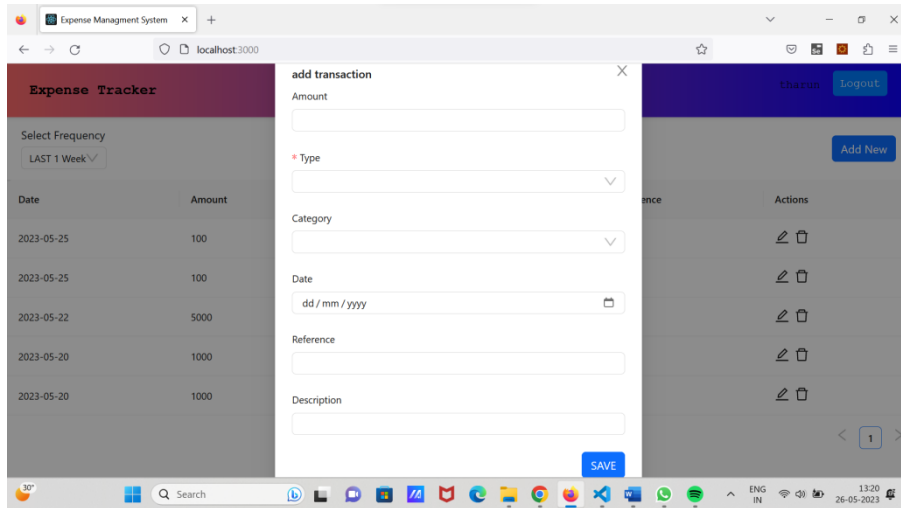 Expense Managment System
localhost:3000
Expense Tracker
tharun
Logout
Select Frequency
LAST 1 Week
Add New
add transaction
Amount
* Type
Category
Date
dd / mm / yyyy
Reference
Description
SAVE
Date Amount ence Actions
2023-05-25 100
2023-05-25 100
2023-05-22 5000
2023-05-20 1000
2023-05-20 1000
1
30°
Search
ENG
IN
13:20
26-05-2023